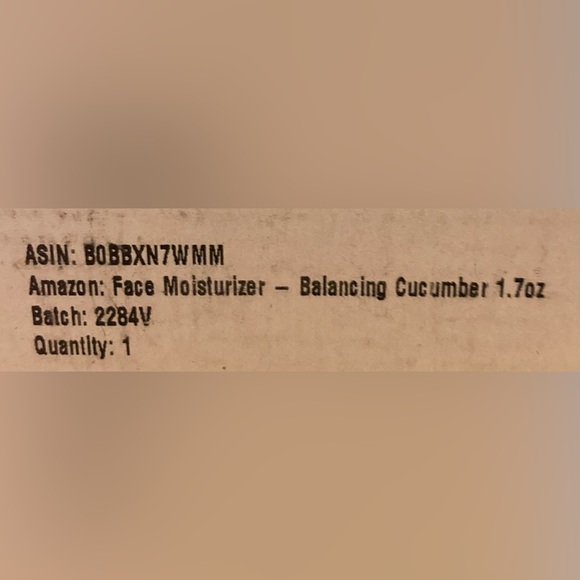 ASIN: B0BBXN7WMM
Amazon: Face Moisturizer – Balancing Cucumber 1.7oz
Batch: 2284V
Quantity: 1